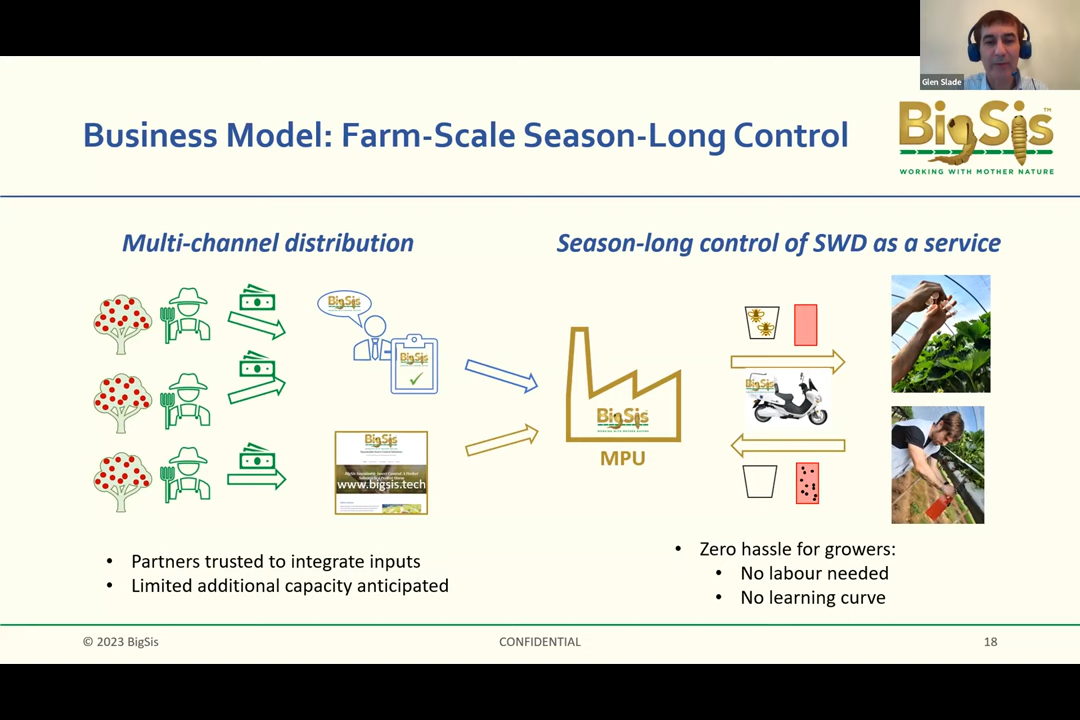 Glen Slade
Business Model: Farm-Scale Season-Long Control
BigSis™
WORKING WITH MOTHER NATURE
Multi-channel distribution
Season-long control of SWD as a service
BigSis
BigSis
BigSis
www.bigsis.tech
BigSis
MPU
BigSis
Partners trusted to integrate inputs
Limited additional capacity anticipated
Zero hassle for growers:
No labour needed
No learning curve
© 2023 BigSis
CONFIDENTIAL
18